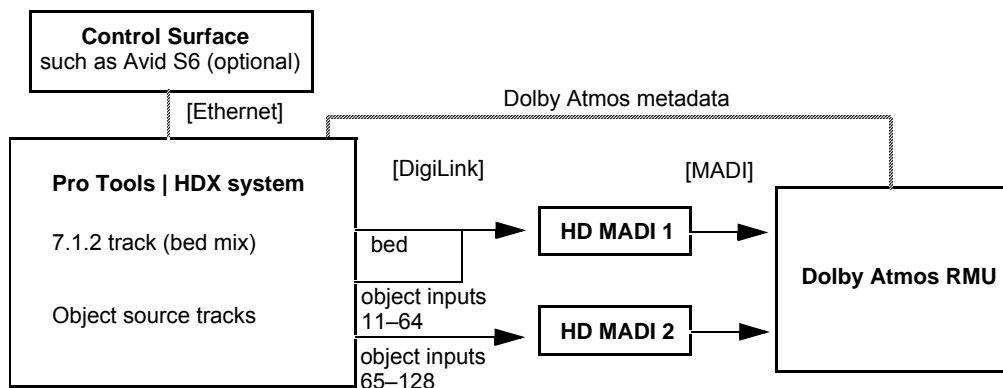 Control Surface
such as Avid S6 (optional)
[Ethernet]
Dolby Atmos metadata
Pro Tools | HDX system
[DigiLink]
[MADI]
7.1.2 track (bed mix)
bed
HD MADI 1
Dolby Atmos RMU
Object source tracks
object inputs
11–64
HD MADI 2
object inputs
65–128